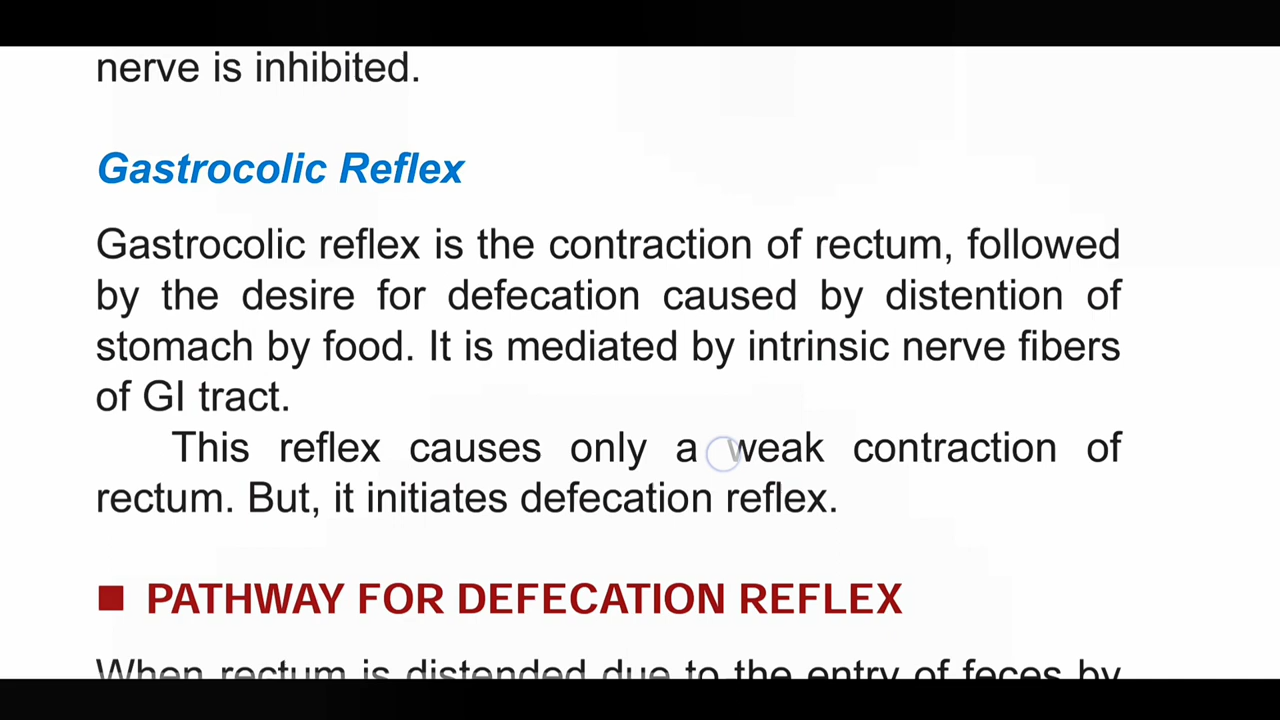 nerve is inhibited.
Gastrocolic Reflex
Gastrocolic reflex is the contraction of rectum, followed
by the desire for defecation caused by distention of
stomach by food. It is mediated by intrinsic nerve fibers
of GI tract.
This reflex causes only a weak contraction of
rectum. But, it initiates defecation reflex.
■ PATHWAY FOR DEFECATION REFLEX
When rectum is distended due to the entry of feces by